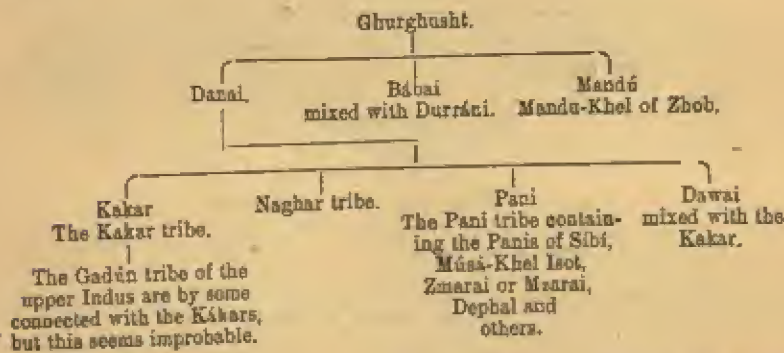 Ghurghusht.
Danai.
Bábai
mixed with Durráni.
Mandú
Mandu-Khel of Zhob.
Kakar
The Kakar tribe.
The Gadún tribe of the
upper Indus are by some
connected with the Kákars,
but this seems improbable.
Naghar tribe.
Pani
The Pani tribe contain-
ing the Panis of Síbí,
Músá-Khel Isot,
Zmarai or Mzarai,
Dephal and
others.
Dawai
mixed with the
Kakar.